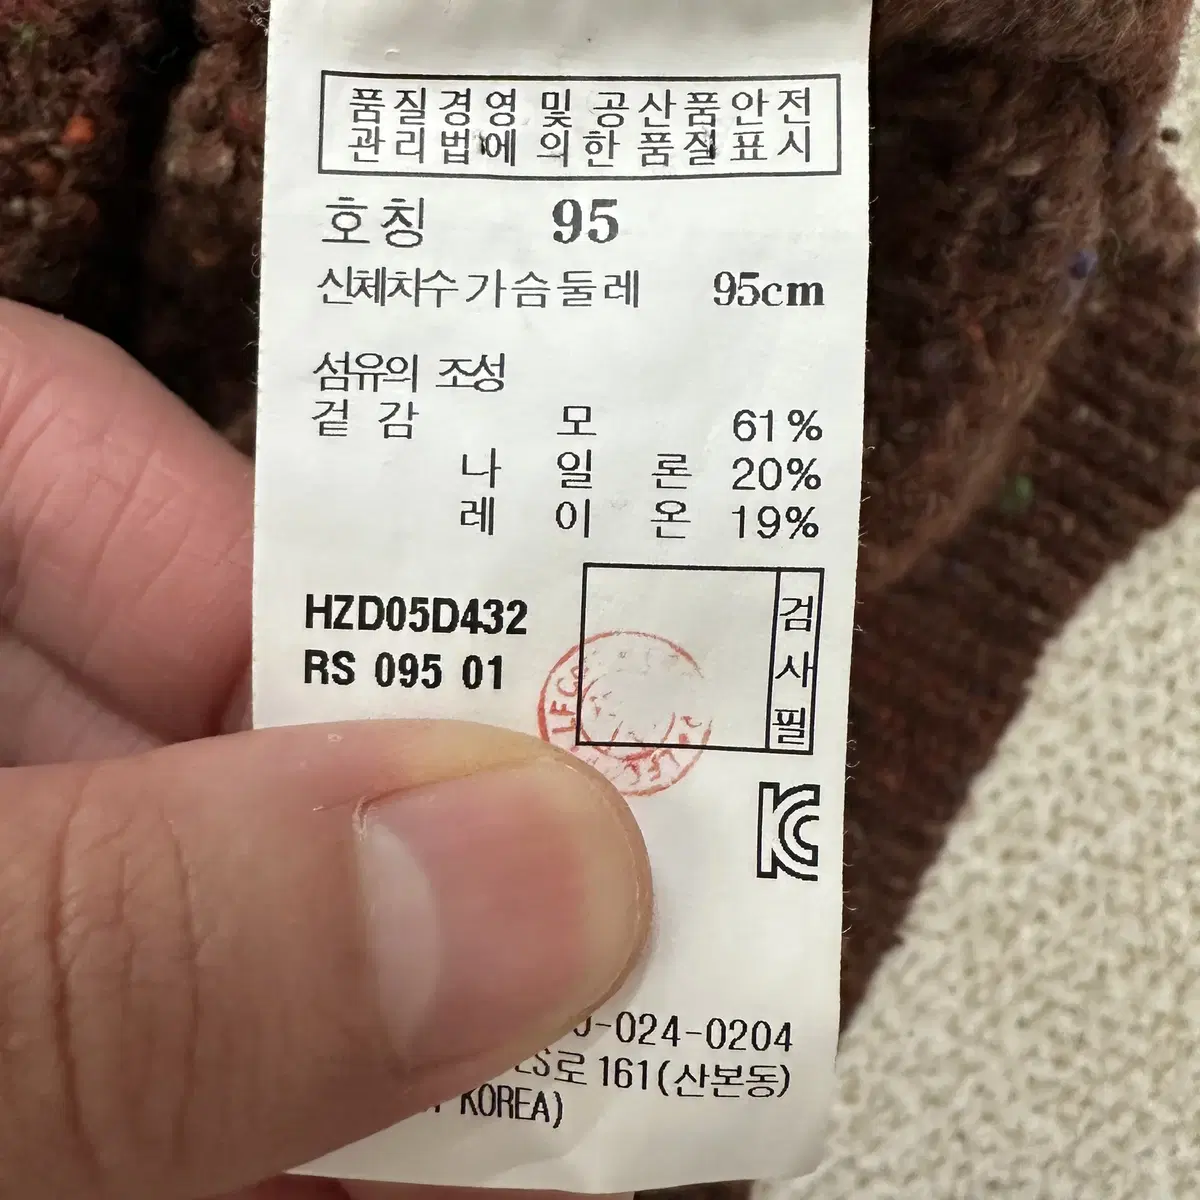 품질경영 및 공산품안전
관리법에 의한 품질표시
호칭 95
신체치수 가슴둘레 95cm
섬유의 조성
겉감 모 61%
나일론 20%
레이온 19%
HZD05D432
RS 095 01
검사필
KC
-024-0204
LS로 161(산본동)
KOREA)